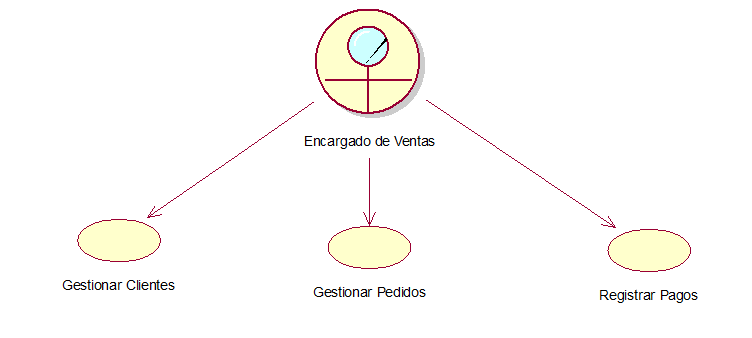 Encargado de Ventas
Gestionar Clientes
Gestionar Pedidos
Registrar Pagos